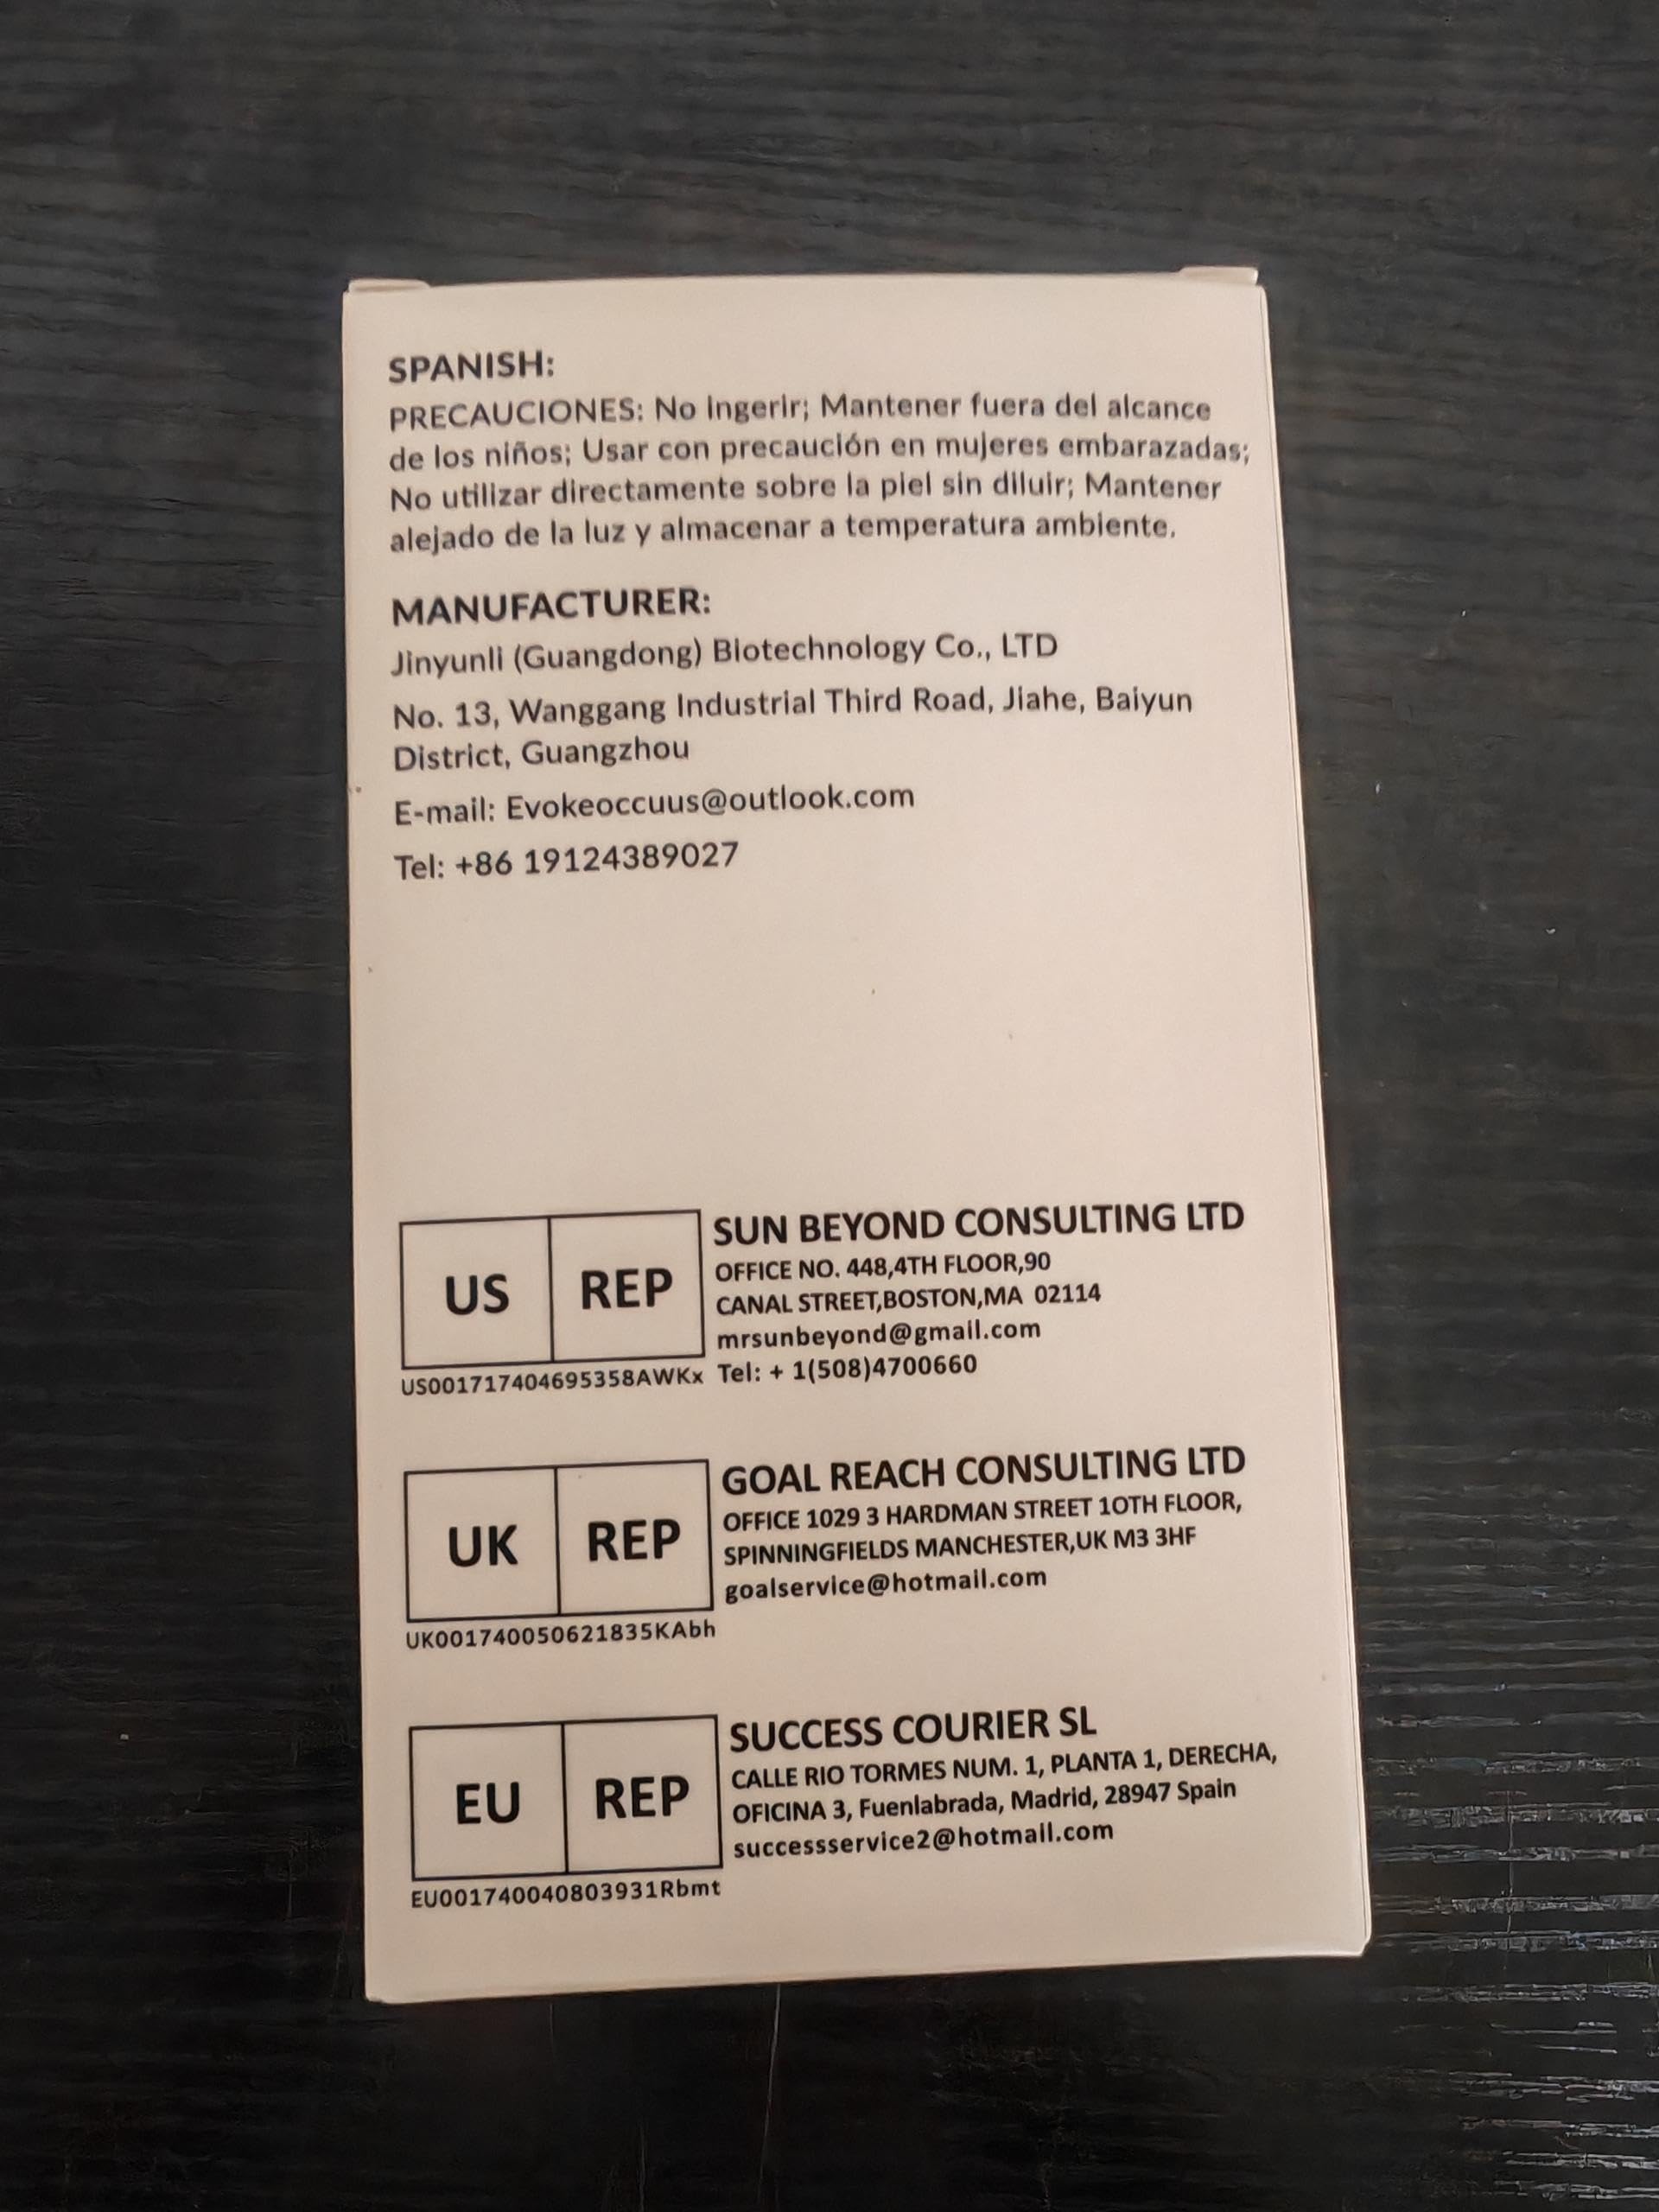 SPANISH:
PRECAUCIONES: No ingerir; Mantener fuera del alcance
de los niños; Usar con precaución en mujeres embarazadas;
No utilizar directamente sobre la piel sin diluir; Mantener
alejado de la luz y almacenar a temperatura ambiente.
MANUFACTURER:
Jinyunli (Guangdong) Biotechnology Co., LTD
No. 13, Wanggang Industrial Third Road, Jiahe, Baiyun
District, Guangzhou
E-mail: Evokeoccuus@outlook.com
Tel: +86 19124389027
US REP
US001717404695358AWKx
SUN BEYOND CONSULTING LTD
OFFICE NO. 448,4TH FLOOR,90
CANAL STREET,BOSTON,MA 02114
mrsunbeyond@gmail.com
Tel: + 1(508)4700660
UK REP
UK001740050621835KAbh
GOAL REACH CONSULTING LTD
OFFICE 1029 3 HARDMAN STREET 10TH FLOOR,
SPINNINGFIELDS MANCHESTER,UK M3 3HF
goalservice@hotmail.com
EU REP
EU001740040803931Rbmt
SUCCESS COURIER SL
CALLE RIO TORMES NUM. 1, PLANTA 1, DERECHA,
OFICINA 3, Fuenlabrada, Madrid, 28947 Spain
successservice2@hotmail.com